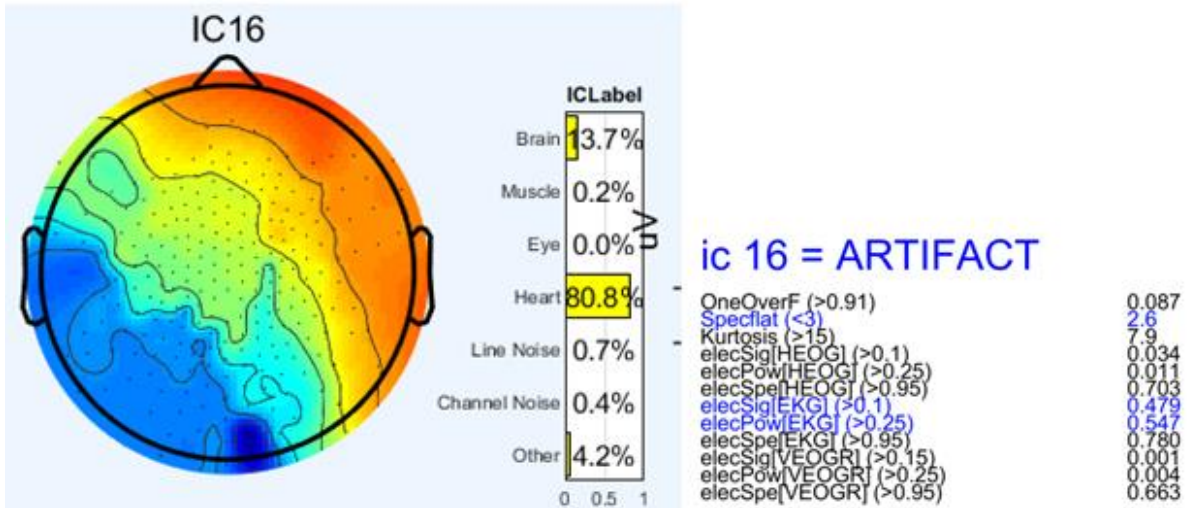 IC16
ICLabel
Brain 13.7%
Muscle 0.2%
Eye 0.0%
Heart 80.8%
Line Noise 0.7%
Channel Noise 0.4%
Other 4.2%
0 0.5 1
uV
ic 16 = ARTIFACT
OneOverF (>0.91) 0.087
Specflat (<3) 2.6
Kurtosis (>15) 7.9
elecSig[HEOG] (>0.1) 0.034
elecPow[HEOG] (>0.25) 0.011
elecSpe[HEOG] (>0.95) 0.703
elecSig[EKG] (>0.1) 0.479
elecPow[EKG] (>0.25) 0.547
elecSpe[EKG] (>0.95) 0.780
elecSig[VEOGR] (>0.15) 0.001
elecPow[VEOGR] (>0.25) 0.004
elecSpe[VEOGR] (>0.95) 0.663